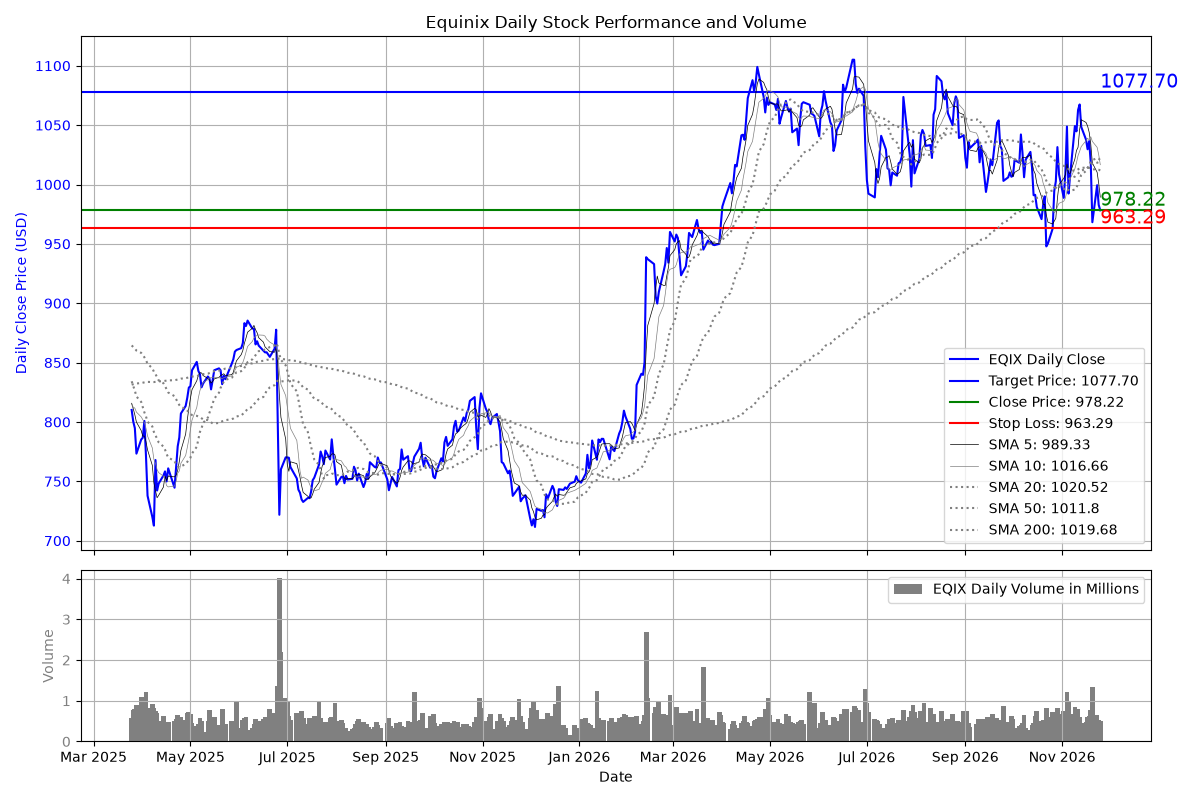 Equinix Daily Stock Performance and Volume
Daily Close Price (USD)
1100
1050
1000
950
900
850
800
750
700
1077.70
978.22
963.29
EQIX Daily Close
Target Price: 1077.70
Close Price: 978.22
Stop Loss: 963.29
SMA 5: 989.33
SMA 10: 1016.66
SMA 20: 1020.52
SMA 50: 1011.8
SMA 200: 1019.68
Volume
4
3
2
1
0
EQIX Daily Volume in Millions
Mar 2025 May 2025 Jul 2025 Sep 2025 Nov 2025 Jan 2026 Mar 2026 May 2026 Jul 2026 Sep 2026 Nov 2026
Date